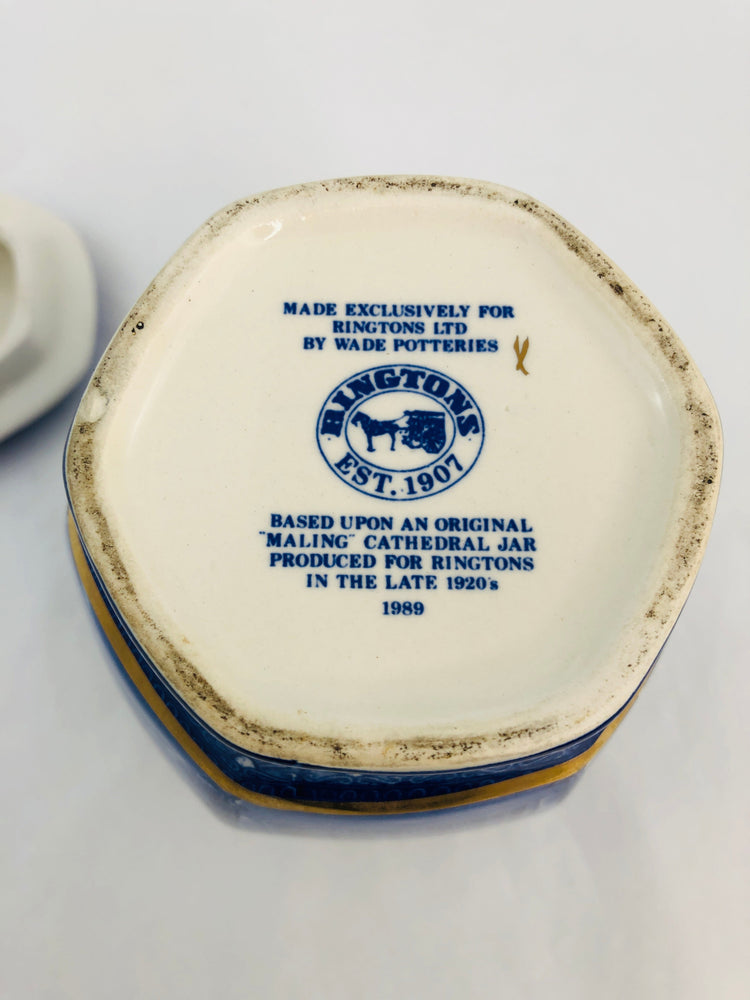 MADE EXCLUSIVELY FOR
RINGTONS LTD
BY WADE POTTERIES
RINGTONS
EST. 1907
BASED UPON AN ORIGINAL
"MALING" CATHEDRAL JAR
PRODUCED FOR RINGTONS
IN THE LATE 1920's
1989